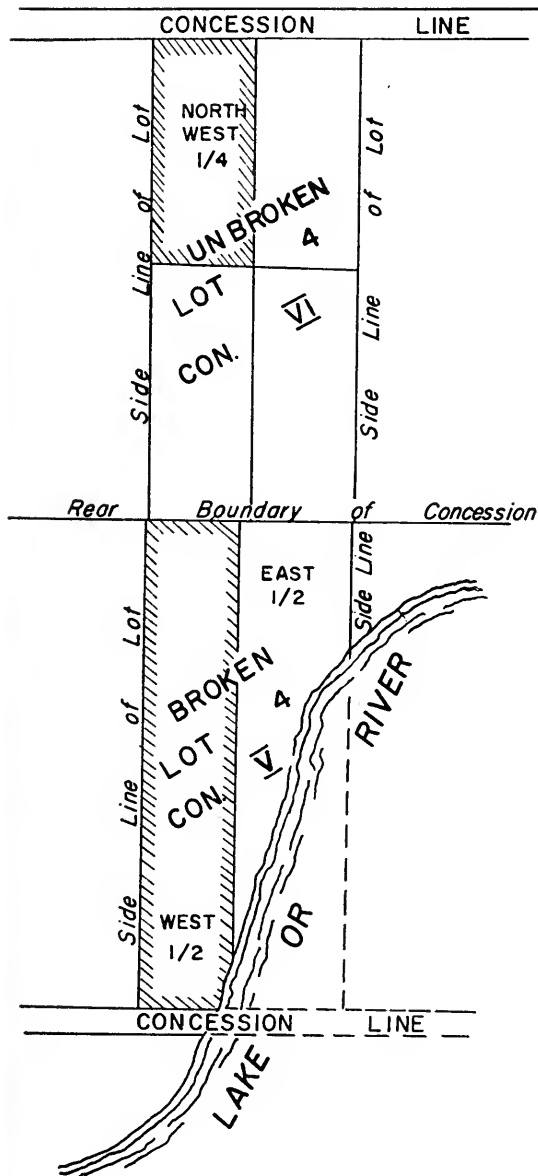 CONCESSION LINE
Side Line of Lot
NORTH
WEST
1/4
Side Line of Lot
UNBROKEN
LOT 4
CON. VI
Rear Boundary of Concession
Side Line of Lot
EAST
1/2
Side Line
BROKEN
LOT 4
CON. V
WEST
1/2
LAKE OR RIVER
CONCESSION LINE